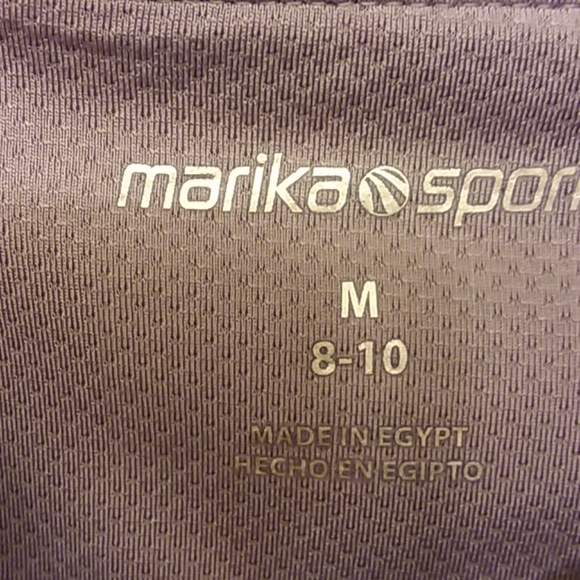 marika spor
M
8-10
MADE IN EGYPT
HECHO EN EGIPTO